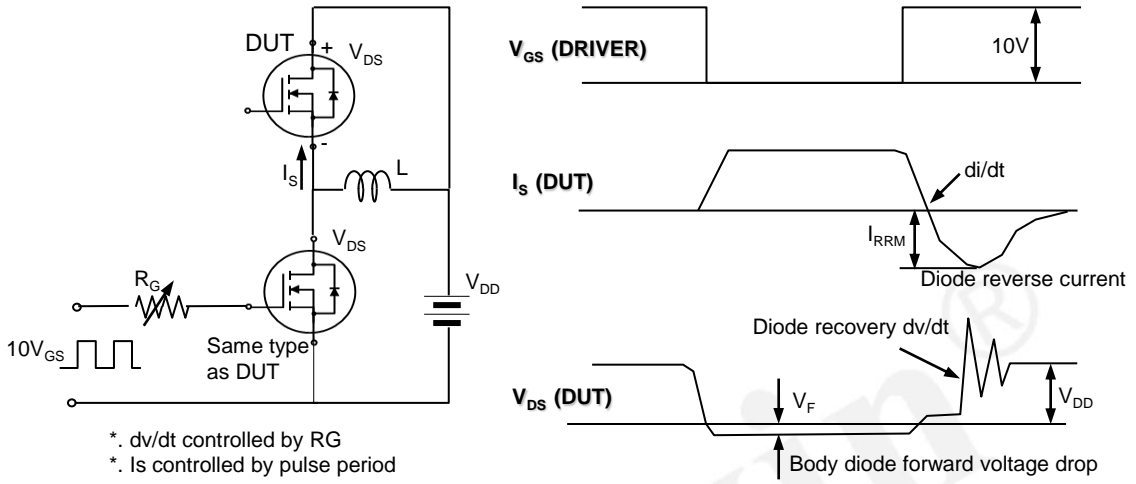 DUT
+
V_DS
-
I_S
L
V_DS
R_G
V_DD
10V_GS
Same type
as DUT
*. dv/dt controlled by RG
*. Is controlled by pulse period
V_GS (DRIVER)
10V
I_S (DUT)
di/dt
I_RRM
Diode reverse current
Diode recovery dv/dt
V_DS (DUT)
V_F
V_DD
Body diode forward voltage drop
®